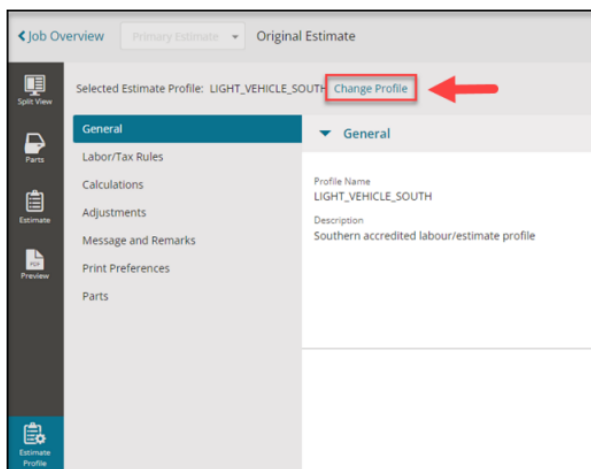 Job Overview Primary Estimate Original Estimate
Split View
Selected Estimate Profile: LIGHT_VEHICLE_SOUTH Change Profile
General
Labor/Tax Rules
Calculations
Adjustments
Message and Remarks
Print Preferences
Parts
General
Profile Name
LIGHT_VEHICLE_SOUTH
Description
Southern accredited labour/estimate profile
Parts
Estimate
PDF
Preview
Estimate
Profile